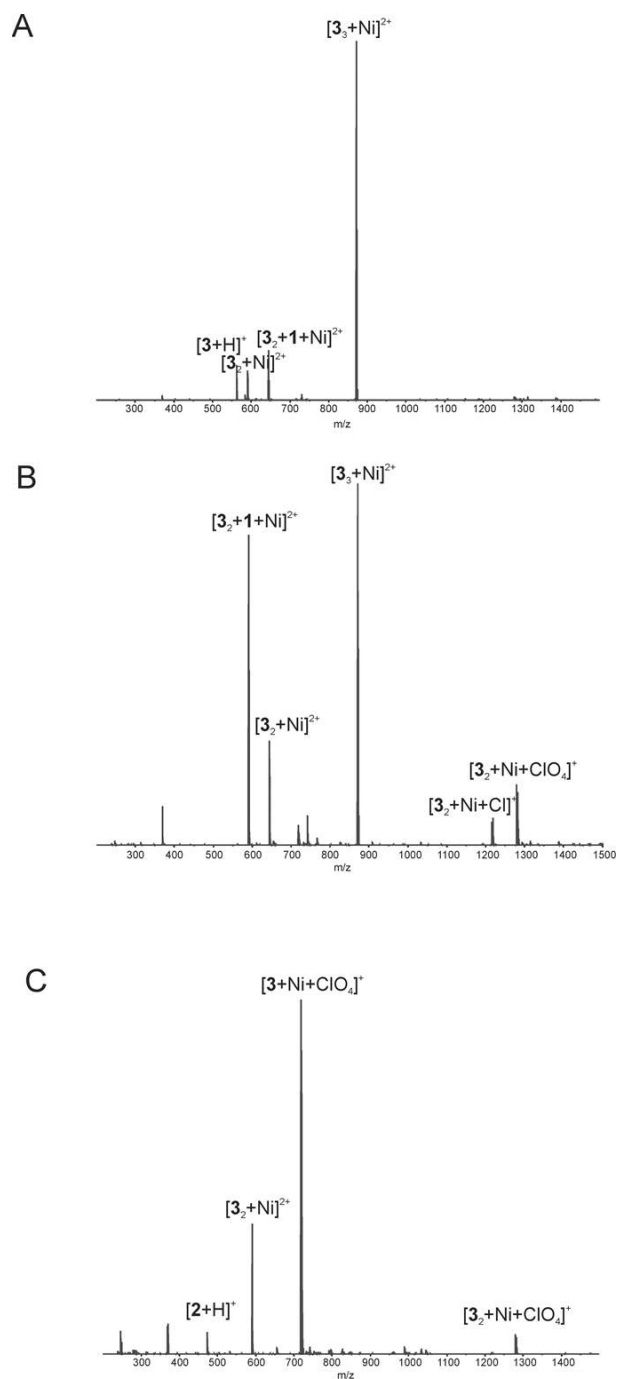 A
[3₃+Ni]²⁺
[3₂+1+Ni]²⁺
[3+H]⁺
[3₂+Ni]²⁺
300 400 500 600 700 800 900 1000 1100 1200 1300 1400
m/z
B
[3₃+Ni]²⁺
[3₂+1+Ni]²⁺
[3₂+Ni]²⁺
[3₂+Ni+ClO₄]⁺
[3₂+Ni+Cl]⁺
300 400 500 600 700 800 900 1000 1100 1200 1300 1400 1500
m/z
C
[3+Ni+ClO₄]⁺
[3₂+Ni]²⁺
[2+H]⁺
[3₂+Ni+ClO₄]⁺
300 400 500 600 700 800 900 1000 1100 1200 1300 1400
m/z